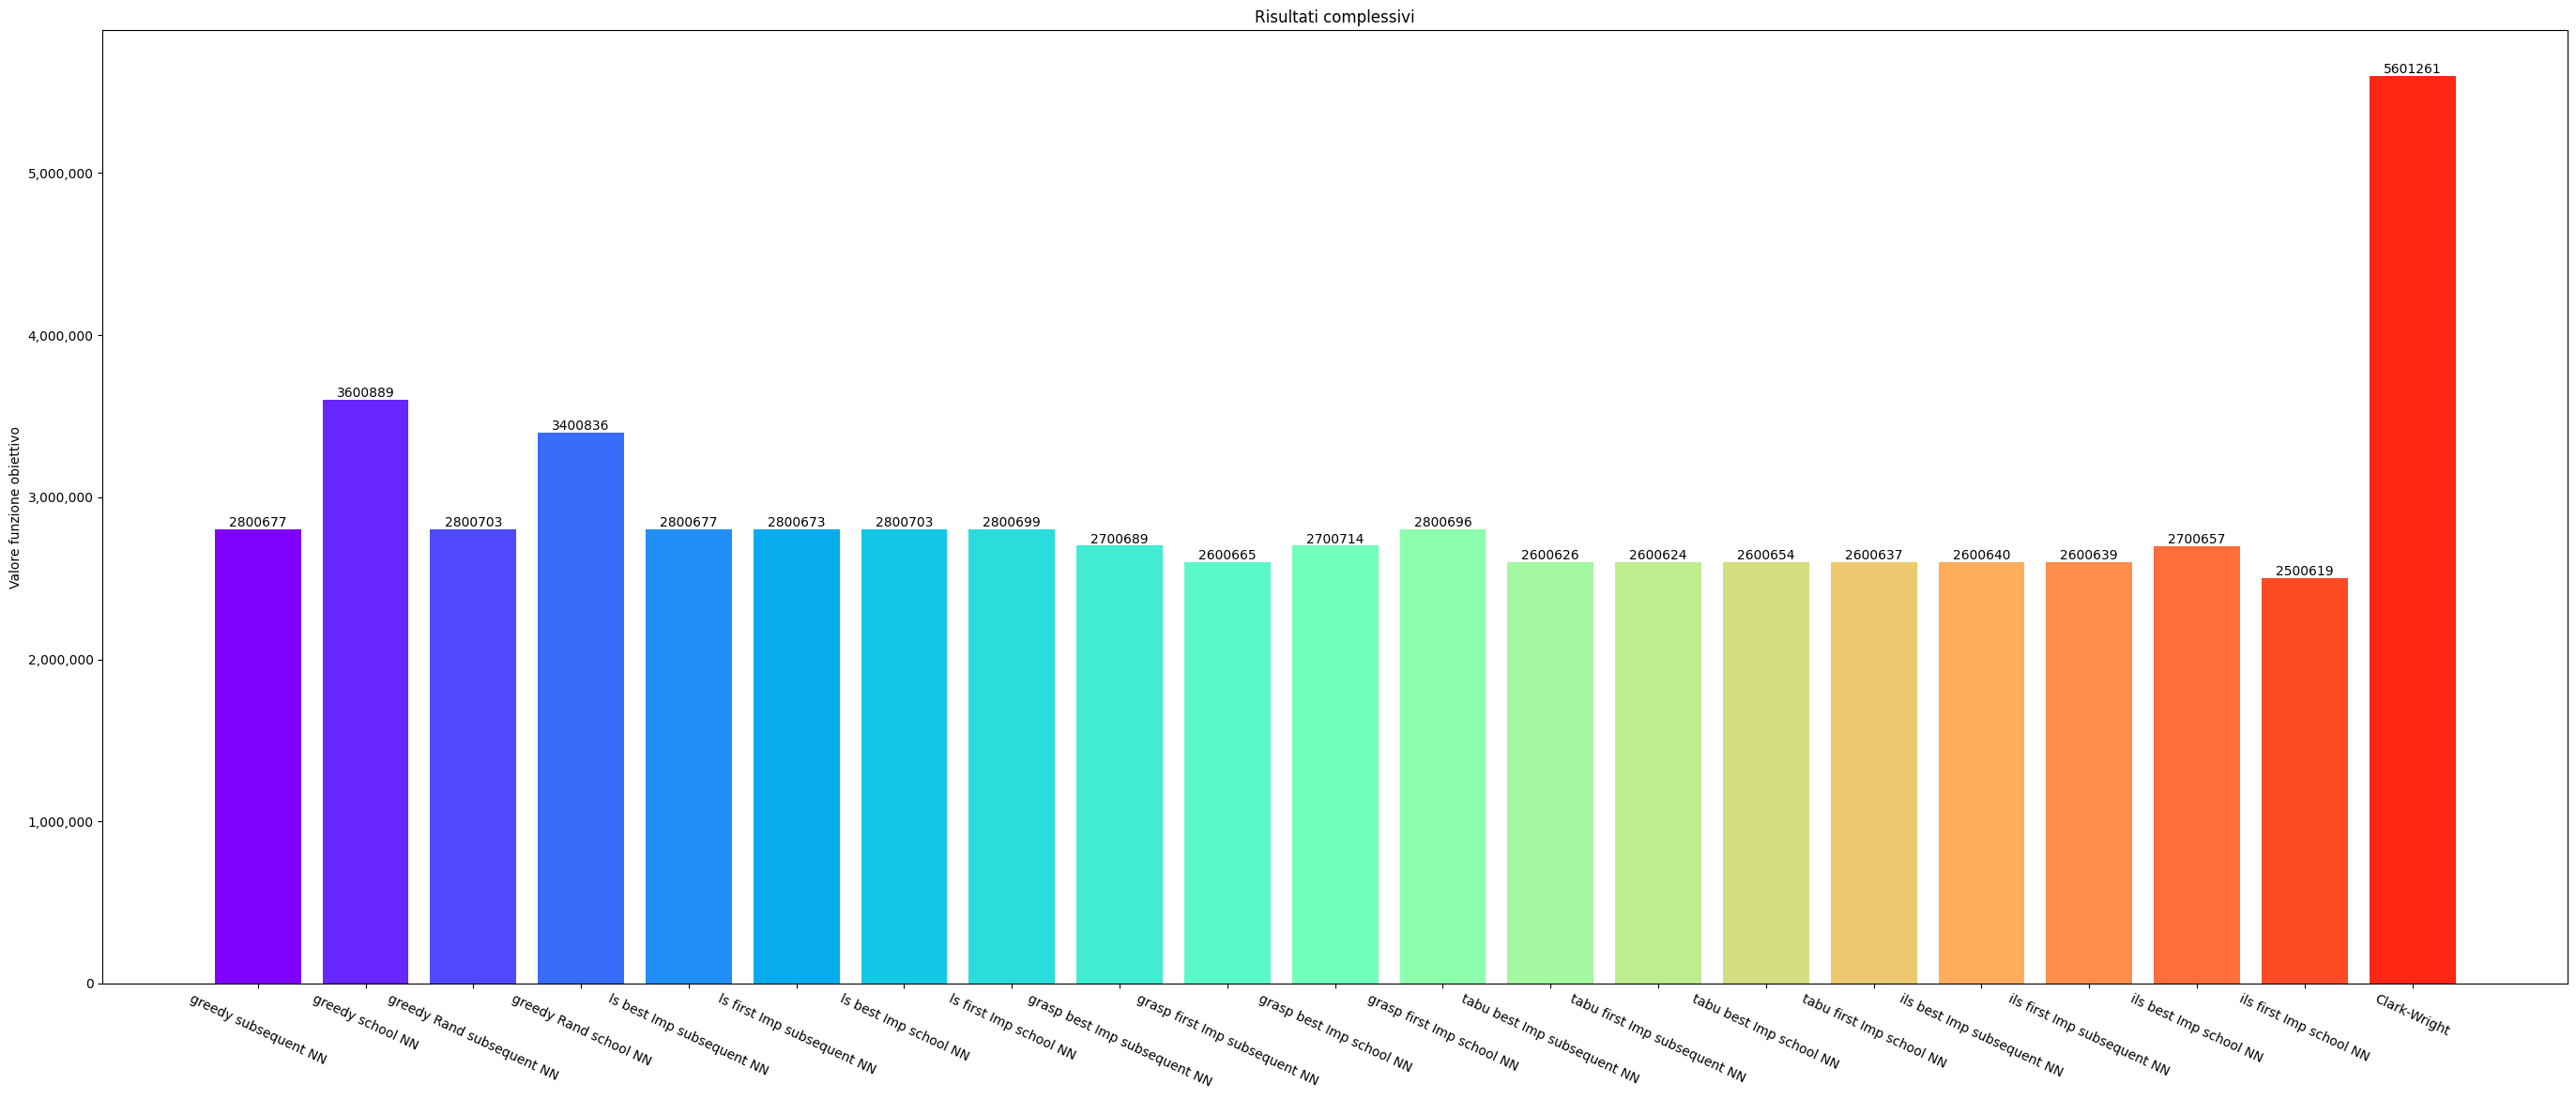 Risultati complessivi
Valore funzione obiettivo
5,000,000
4,000,000
3,000,000
2,000,000
1,000,000
0
2800677
3600889
2800703
3400836
2800677
2800673
2800703
2800699
2700689
2600665
2700714
2800696
2600626
2600624
2600654
2600637
2600640
2600639
2700657
2500619
5601261
greedy subsequent NN
greedy school NN
greedy Rand subsequent NN
greedy Rand school NN
ls best Imp subsequent NN
ls first Imp subsequent NN
ls best Imp school NN
ls first Imp school NN
grasp best Imp subsequent NN
grasp first Imp subsequent NN
grasp best Imp school NN
grasp first Imp school NN
tabu best Imp subsequent NN
tabu first Imp subsequent NN
tabu best Imp school NN
tabu first Imp school NN
ils best Imp subsequent NN
ils first Imp subsequent NN
ils best Imp school NN
ils first Imp school NN
Clark-Wright